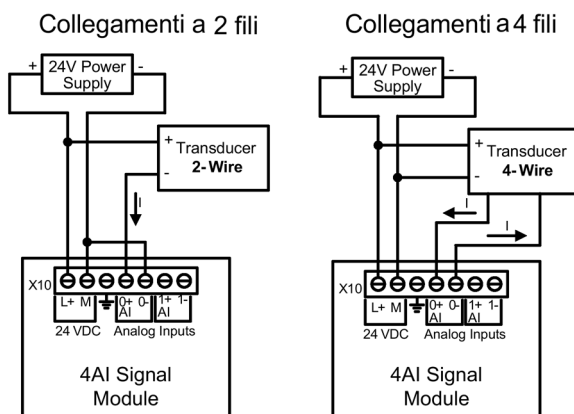 Collegamenti a 2 fili
+ 24V Power Supply -
+ Transducer
- 2-Wire
I
X10
L+ M 0+ 0- 1+ 1-
AI AI
24 VDC Analog Inputs
4AI Signal
Module
Collegamenti a 4 fili
+ 24V Power Supply -
+ Transducer
- 4-Wire
I
I
X10
L+ M 0+ 0- 1+ 1-
AI AI
24 VDC Analog Inputs
4AI Signal
Module